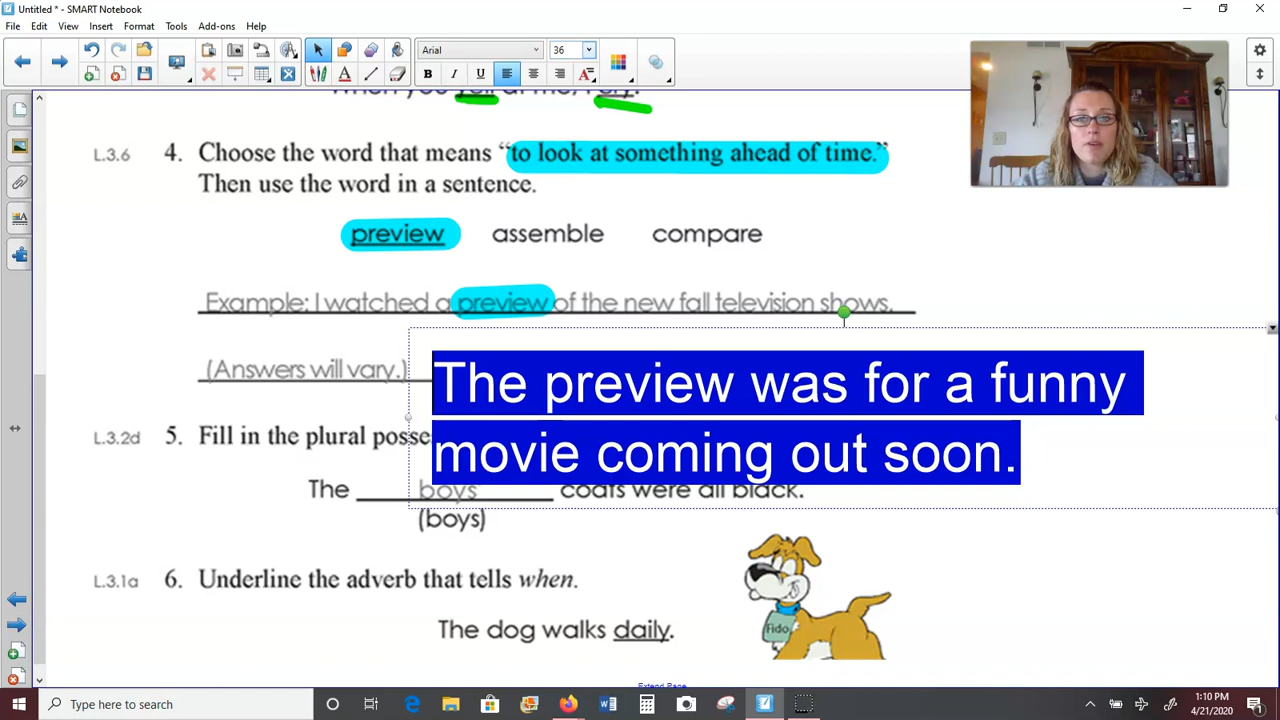 Untitled * - SMART Notebook
File Edit View Insert Format Tools Add-ons Help
Arial 36
B I U
L.3.6 4. Choose the word that means “to look at something ahead of time.”
Then use the word in a sentence.
preview assemble compare
Example: I watched a preview of the new fall television shows.
(Answers will vary.)
The preview was for a funny
movie coming out soon.
L.3.2d 5. Fill in the plural posse
The boys' coats were all black.
(boys)
L.3.1a 6. Underline the adverb that tells when.
The dog walks daily.
Fido
Extend Page
Type here to search
1:10 PM
4/21/2020